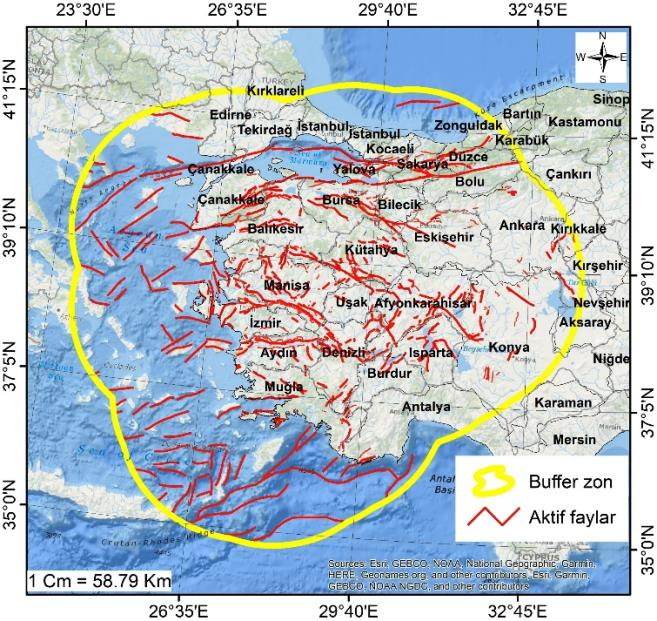 23°30'E 26°35'E 29°40'E 32°45'E
41°15'N
39°10'N
37°5'N
35°0'N
41°15'N
39°10'N
37°5'N
35°0'N
N
W E
S
TURKEY
Kırklareli
Sinop
Edirne
Bartın
Kastamonu
Tekirdağ İstanbul İstanbul Zonguldak
Karabük
Kocaeli
Düzce
Çanakkale Yalova Sakarya
Bolu
Çankırı
Çanakkale Bursa Bilecik
Balıkesir
Eskişehir
Ankara Kırıkkale
Kütahya
Kırşehir
Manisa
Uşak Afyonkarahisar
Nevşehir
Aksaray
İzmir
Aydın Denizli Isparta Konya
Niğde
Burdur
Muğla
Antalya
Karaman
Mersin
Cyclades
Cretan-Rhodes Ridge
CYPRUS
Buffer zon
Aktif faylar
1 Cm = 58.79 Km
Sources: Esri, GEBCO, NOAA, National Geographic, Garmin,
HERE, Geonames.org, and other contributors, Esri, Garmin,
GEBCO, NOAA NGDC, and other contributors
26°35'E 29°40'E 32°45'E